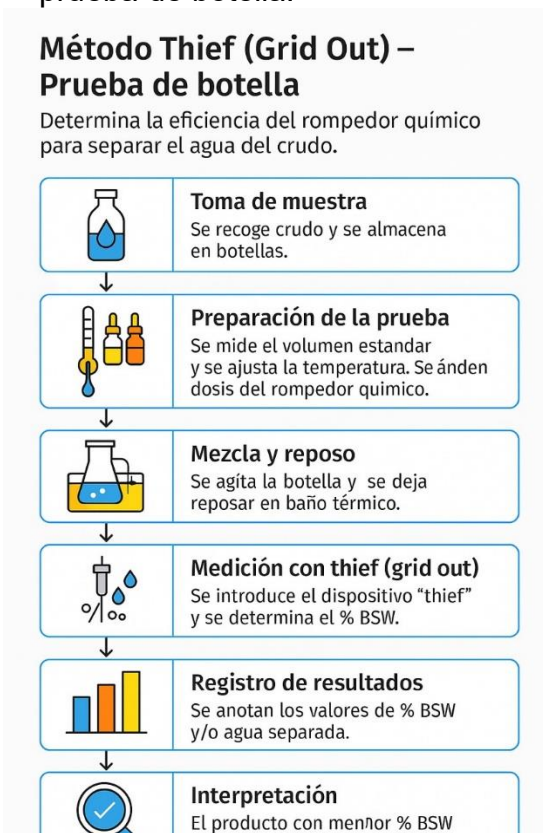 prueba de botella.
Método Thief (Grid Out) –
Prueba de botella
Determina la eficiencia del rompedor químico
para separar el agua del crudo.
Toma de muestra
Se recoge crudo y se almacena
en botellas.
Preparación de la prueba
Se mide el volumen estandar
y se ajusta la temperatura. Se ánden
dosis del rompedor quimico.
Mezcla y reposo
Se agíta la botella y se deja
reposar en baño térmico.
Medición con thief (grid out)
Se introduce el dispositivo “thief”
y se determina el % BSW.
Registro de resultados
Se anotan los valores de % BSW
y/o agua separada.
Interpretación
El producto con mennor % BSW